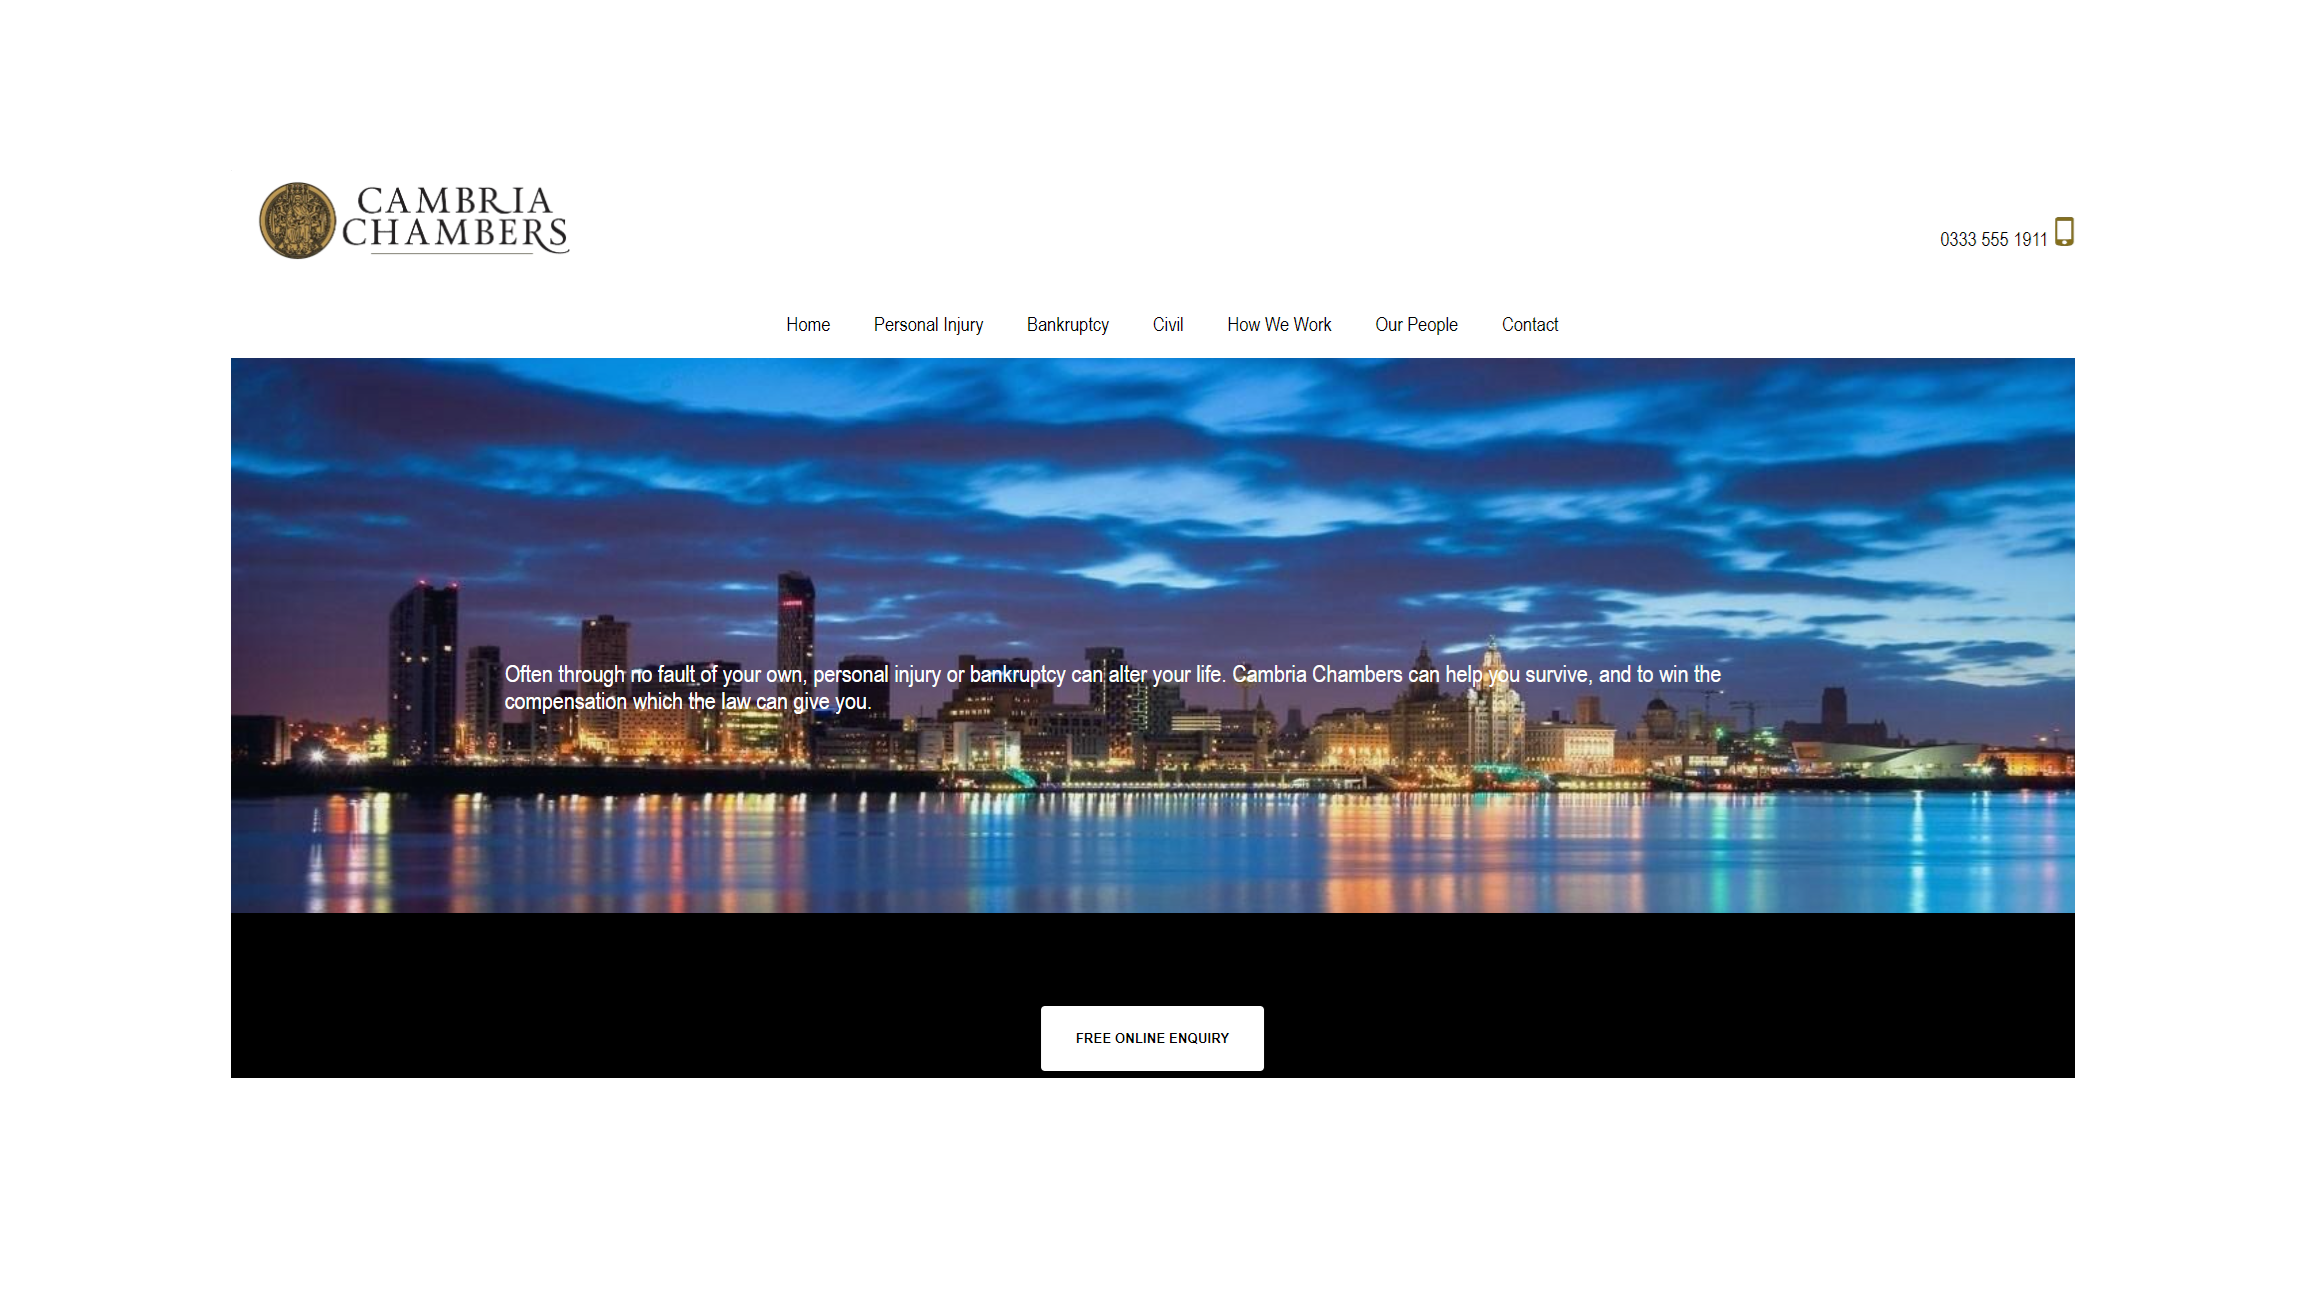 CAMBRIA
CHAMBERS
0333 555 1911
Home Personal Injury Bankruptcy Civil How We Work Our People Contact
Often through no fault of your own, personal injury or bankruptcy can alter your life. Cambria Chambers can help you survive, and to win the
compensation which the law can give you.
FREE ONLINE ENQUIRY